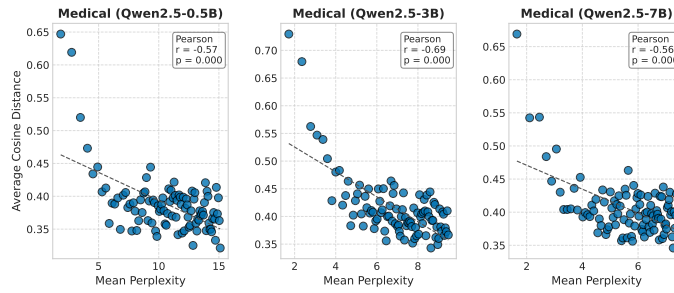 Medical (Qwen2.5-0.5B)
Pearson
r = -0.57
p = 0.000
0.65
0.60
0.55
0.50
0.45
0.40
0.35
Average Cosine Distance
5
10
15
Mean Perplexity
Medical (Qwen2.5-3B)
Pearson
r = -0.69
p = 0.000
0.70
0.65
0.60
0.55
0.50
0.45
0.40
0.35
2
4
6
8
Mean Perplexity
Medical (Qwen2.5-7B)
Pearson
r = -0.56
p = 0.00
0.65
0.60
0.55
0.50
0.45
0.40
0.35
2
4
6
Mean Perplexity